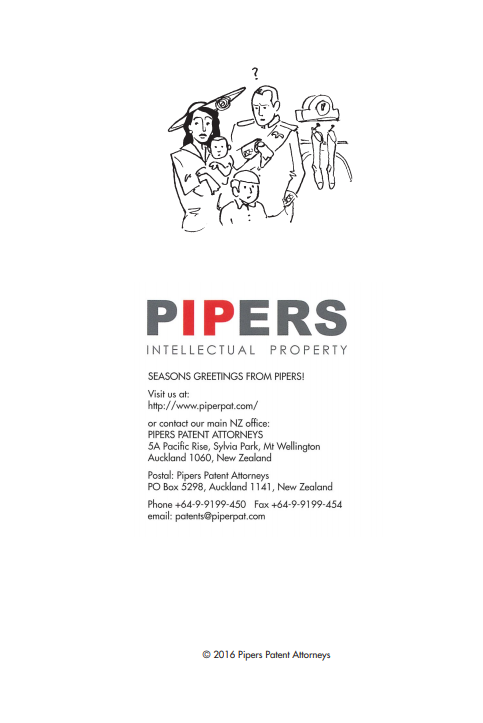 ?
PIPERS
INTELLECTUAL PROPERTY
SEASONS GREETINGS FROM PIPERS!
Visit us at:
http://www.piperpat.com/
or contact our main NZ office:
PIPERS PATENT ATTORNEYS
5A Pacific Rise, Sylvia Park, Mt Wellington
Auckland 1060, New Zealand
Postal: Pipers Patent Attorneys
PO Box 5298, Auckland 1141, New Zealand
Phone +64-9-9199-450 Fax +64-9-9199-454
email: patents@piperpat.com
© 2016 Pipers Patent Attorneys